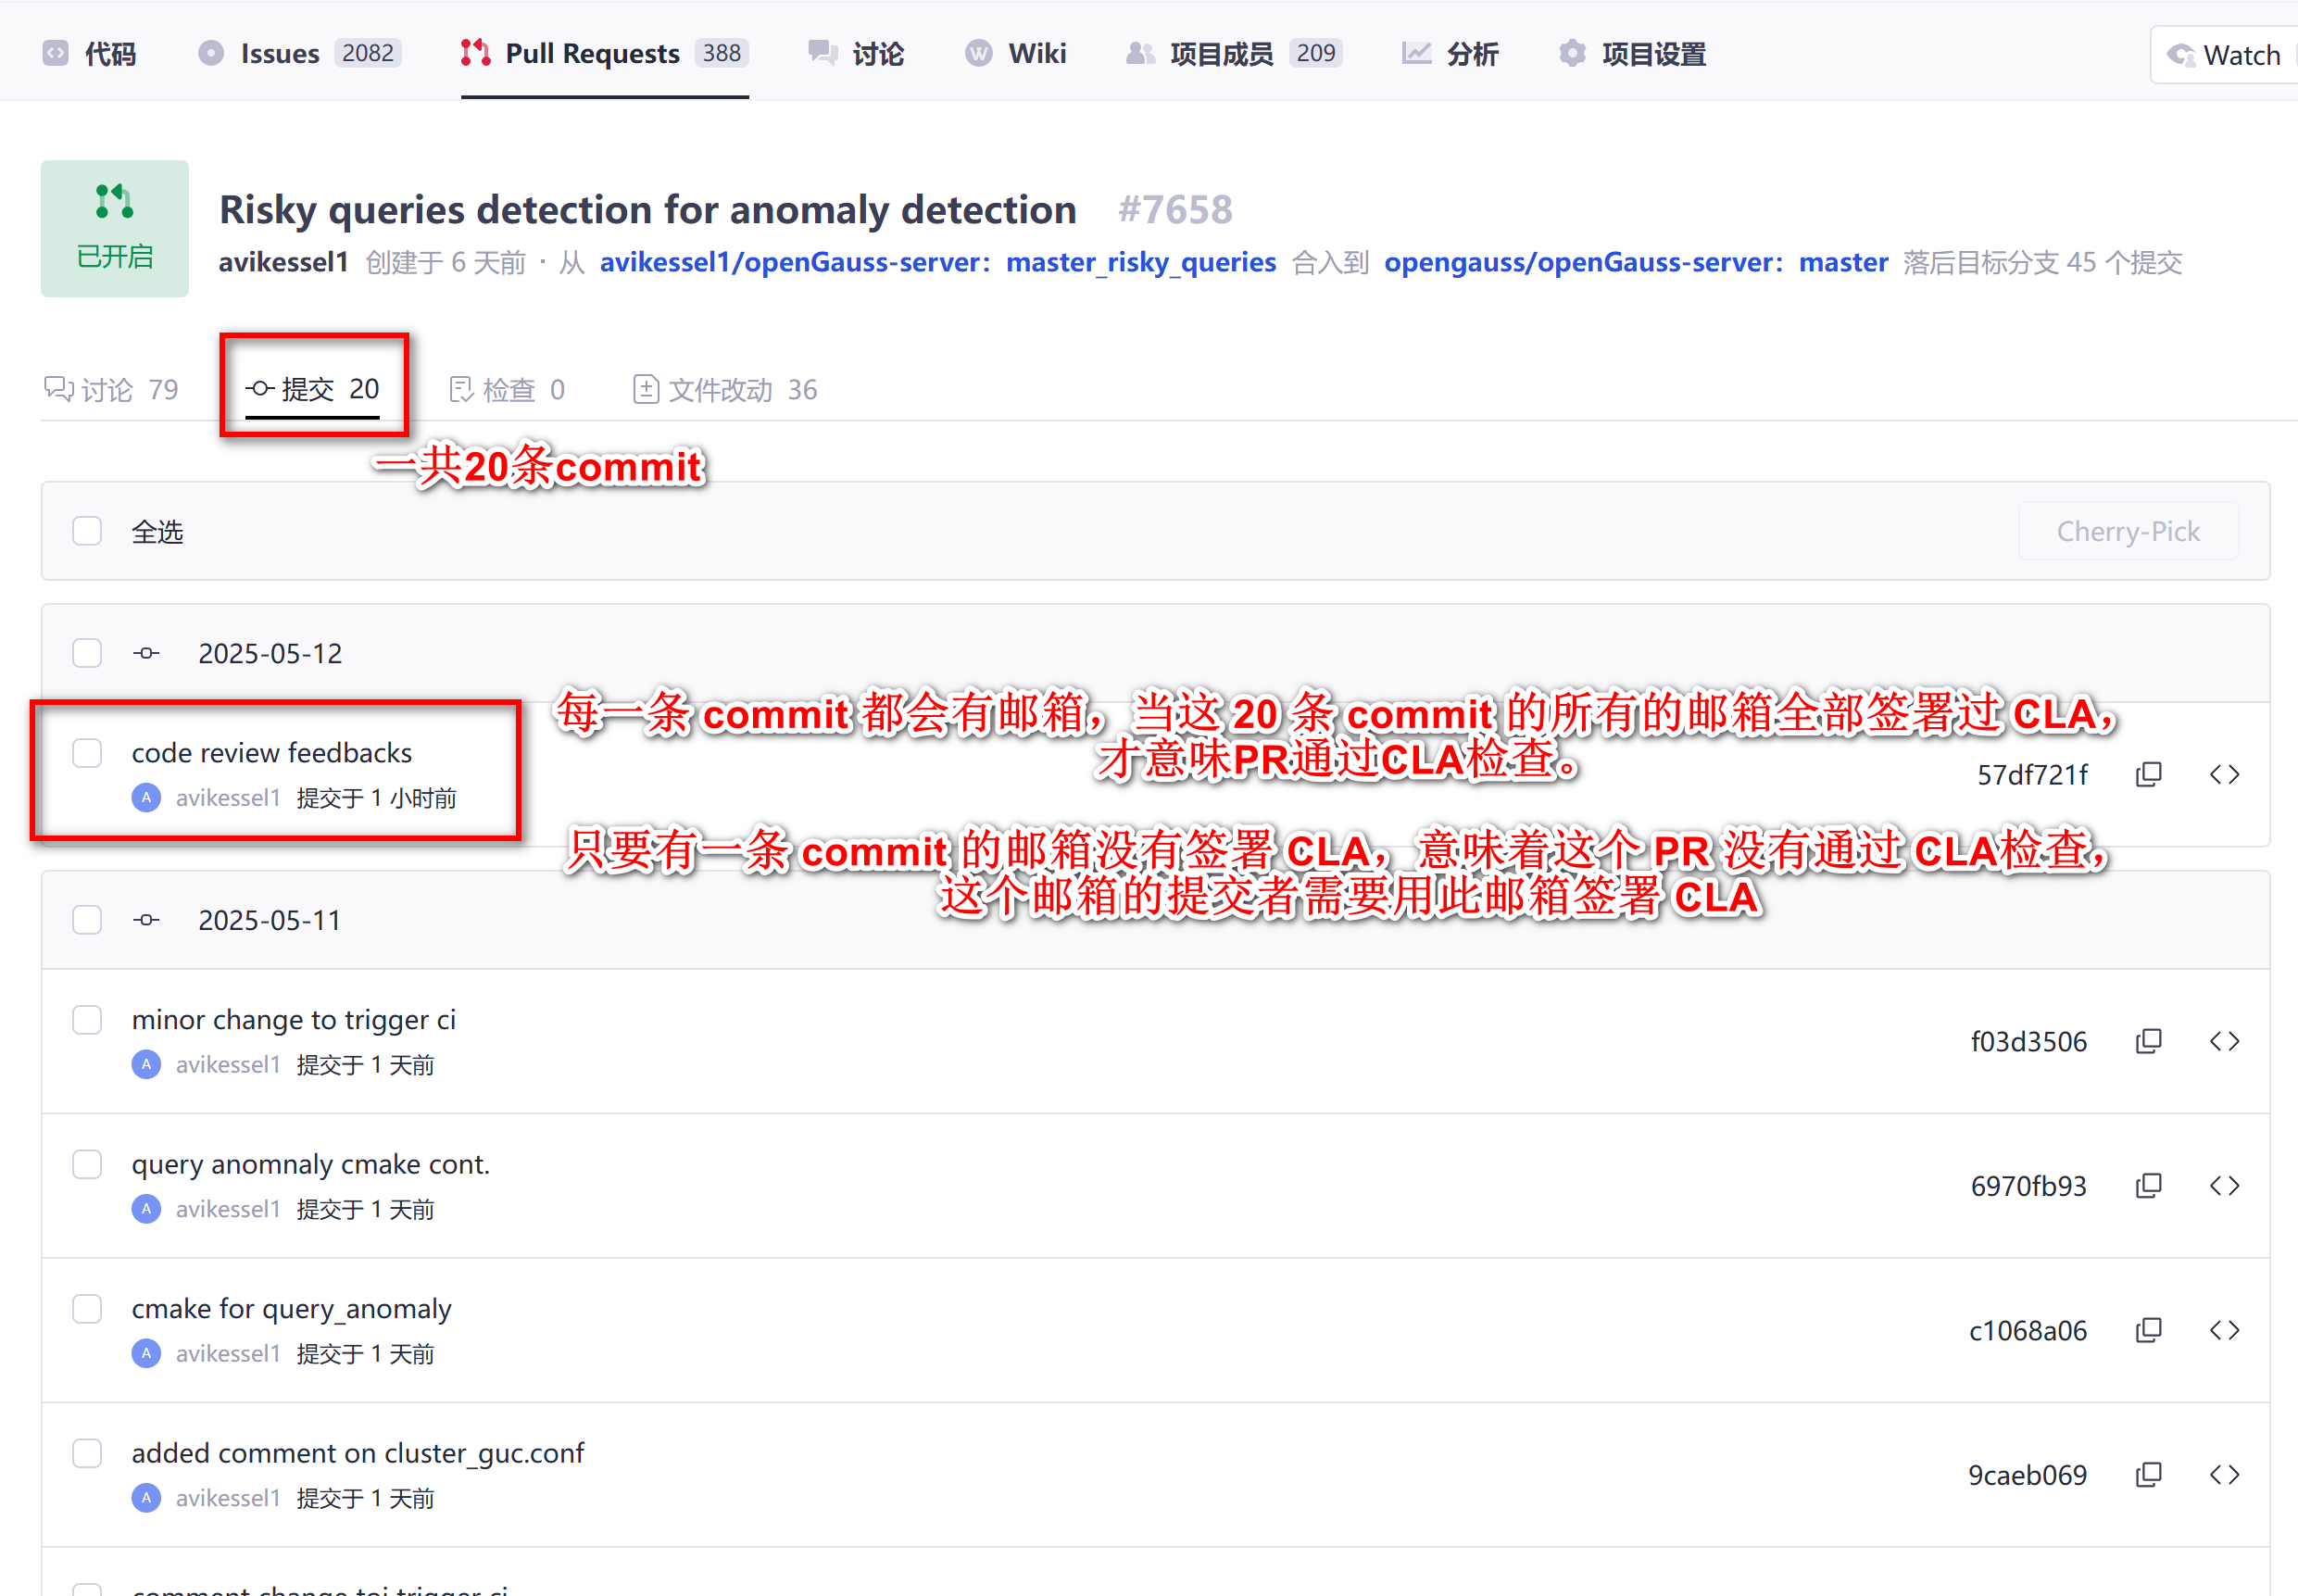 代码 Issues 2082 Pull Requests 388 讨论 Wiki 项目成员 209 分析 项目设置 Watch
已开启
Risky queries detection for anomaly detection #7658
avikessel1 创建于 6 天前 · 从 avikessel1/openGauss-server: master_risky_queries 合入到 opengauss/openGauss-server: master 落后目标分支 45 个提交
讨论 79 提交 20 检查 0 文件改动 36
一共20条commit
全选 Cherry-Pick
2025-05-12
每一条 commit 都会有邮箱，当这 20 条 commit 的所有的邮箱全部签署过 CLA，
才意味PR通过CLA检查。
code review feedbacks
57df721f
avikessel1 提交于 1 小时前
只要有一条 commit 的邮箱没有签署 CLA，意味着这个 PR 没有通过 CLA检查，
这个邮箱的提交者需要用此邮箱签署 CLA
2025-05-11
minor change to trigger ci
f03d3506
A avikessel1 提交于 1 天前
query anomnaly cmake cont.
6970fb93
A avikessel1 提交于 1 天前
cmake for query_anomaly
c1068a06
A avikessel1 提交于 1 天前
added comment on cluster_guc.conf
9caeb069
A avikessel1 提交于 1 天前
comment change toi trigger ci